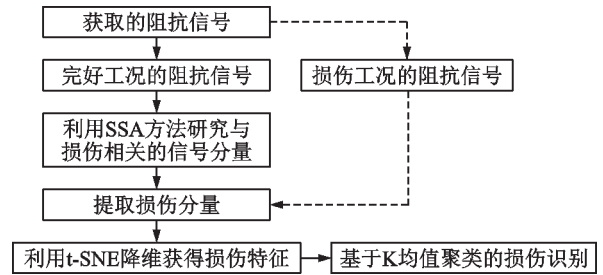 获取的阻抗信号
完好工况的阻抗信号
损伤工况的阻抗信号
利用SSA方法研究与
损伤相关的信号分量
提取损伤分量
利用t-SNE降维获得损伤特征
基于K均值聚类的损伤识别